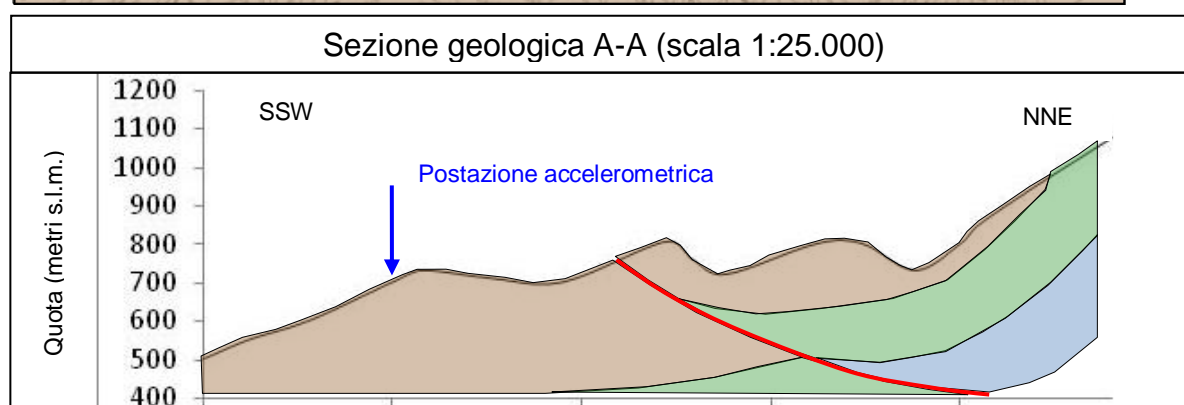 Sezione geologica A-A (scala 1:25.000)
1200
SSW
NNE
1100
1000
Postazione accelerometrica
900
800
700
600
500
400
Quota (metri s.l.m.)